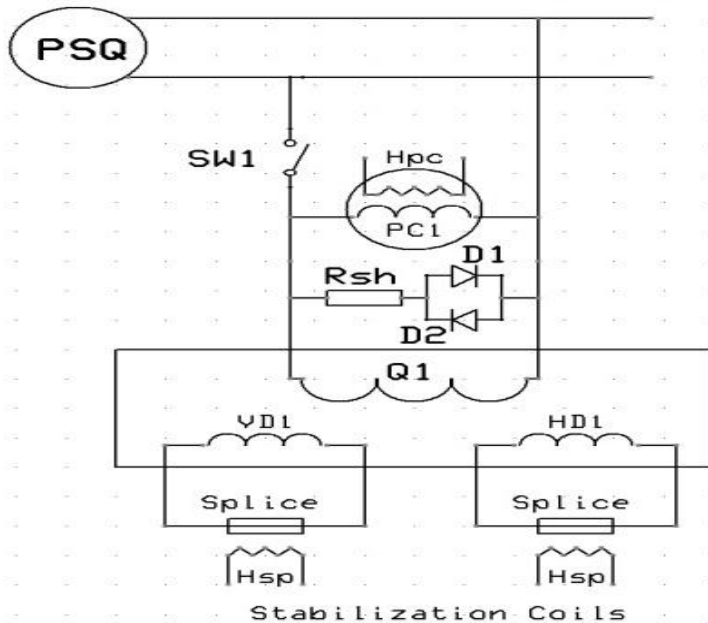 PSQ
SW1
Hpc
PC1
D1
Rsh
D2
Q1
VD1
HD1
Splice
Splice
Hsp
Hsp
Stabilization Coils